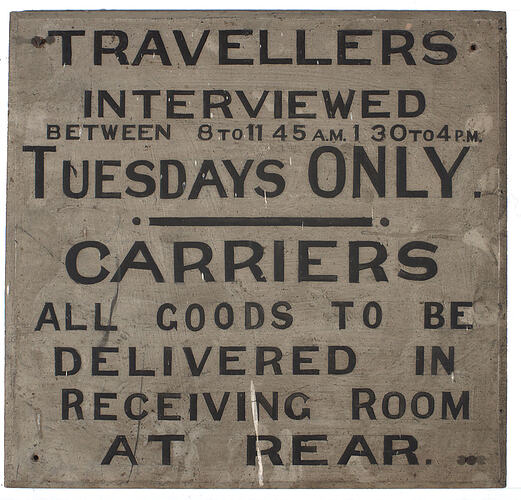 TRAVELLERS
INTERVIEWED
BETWEEN 8 TO 11 45 A.M. 1 30 TO 4 P.M.
TUESDAYS ONLY.
CARRIERS
ALL GOODS TO BE
DELIVERED IN
RECEIVING ROOM
AT REAR.